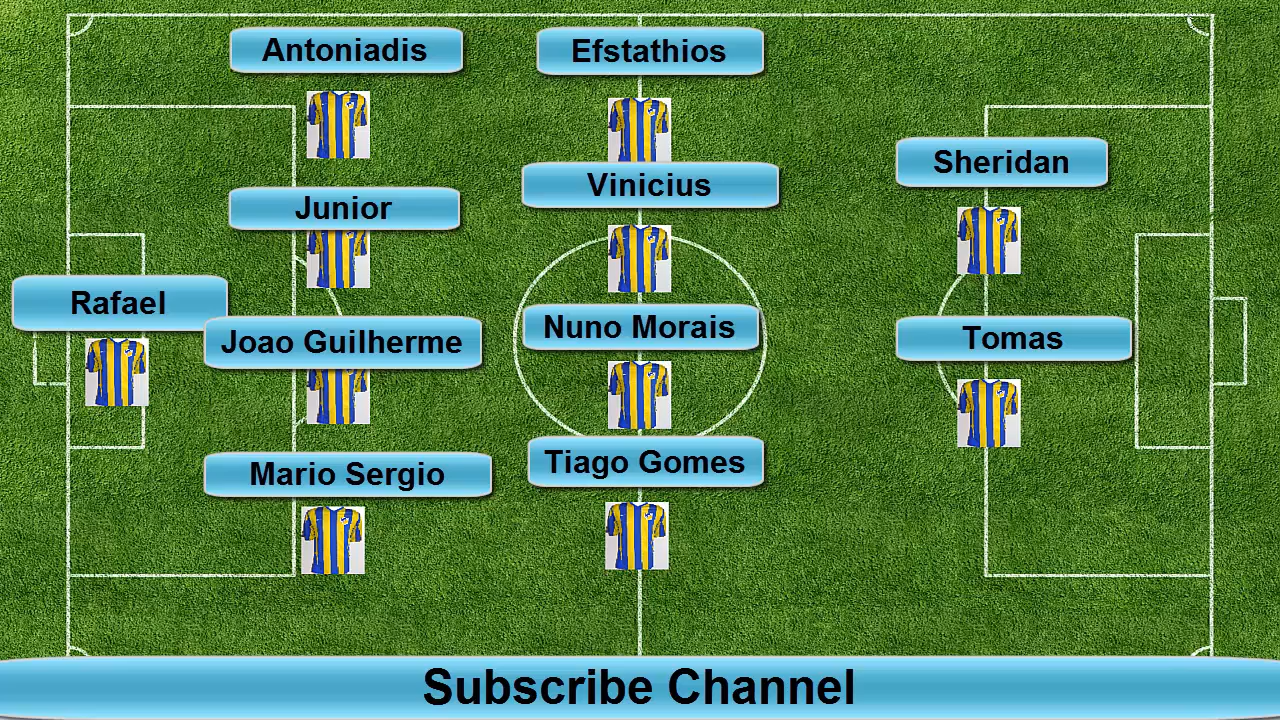 Antoniadis
Efstathios
Sheridan
Junior
Vinicius
Rafael
Joao Guilherme
Nuno Morais
Tomas
Mario Sergio
Tiago Gomes
Subscribe Channel